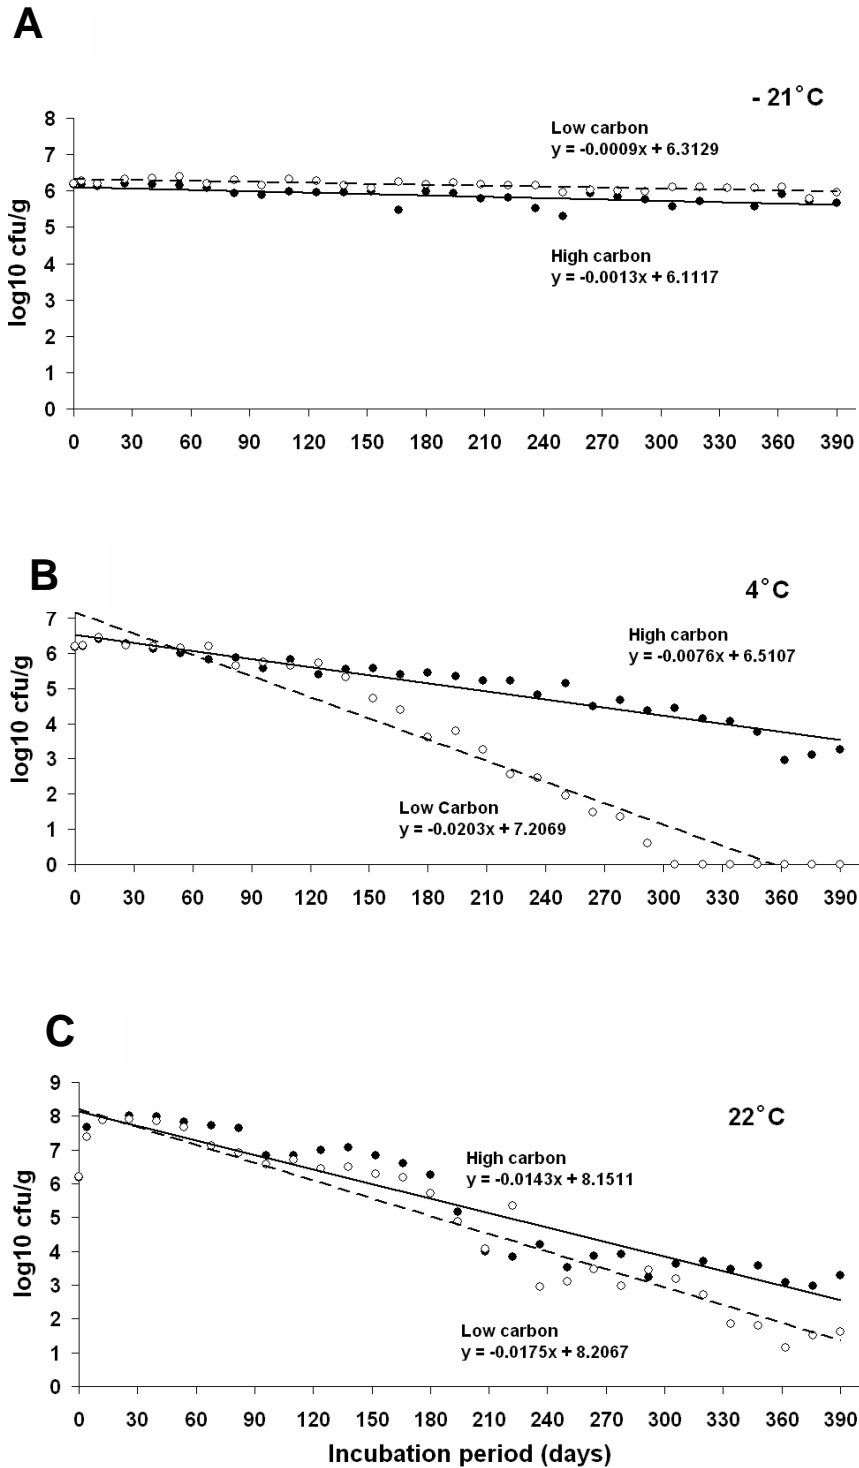 A
- 21°C
8
7
6
5
4
3
2
1
0
log10 cfu/g
Low carbon
y = -0.0009x + 6.3129
High carbon
y = -0.0013x + 6.1117
0 30 60 90 120 150 180 210 240 270 300 330 360 390
B
4°C
7
6
5
4
3
2
1
0
log10 cfu/g
High carbon
y = -0.0076x + 6.5107
Low Carbon
y = -0.0203x + 7.2069
0 30 60 90 120 150 180 210 240 270 300 330 360 390
C
22°C
9
8
7
6
5
4
3
2
1
0
log10 cfu/g
High carbon
y = -0.0143x + 8.1511
Low carbon
y = -0.0175x + 8.2067
0 30 60 90 120 150 180 210 240 270 300 330 360 390
Incubation period (days)